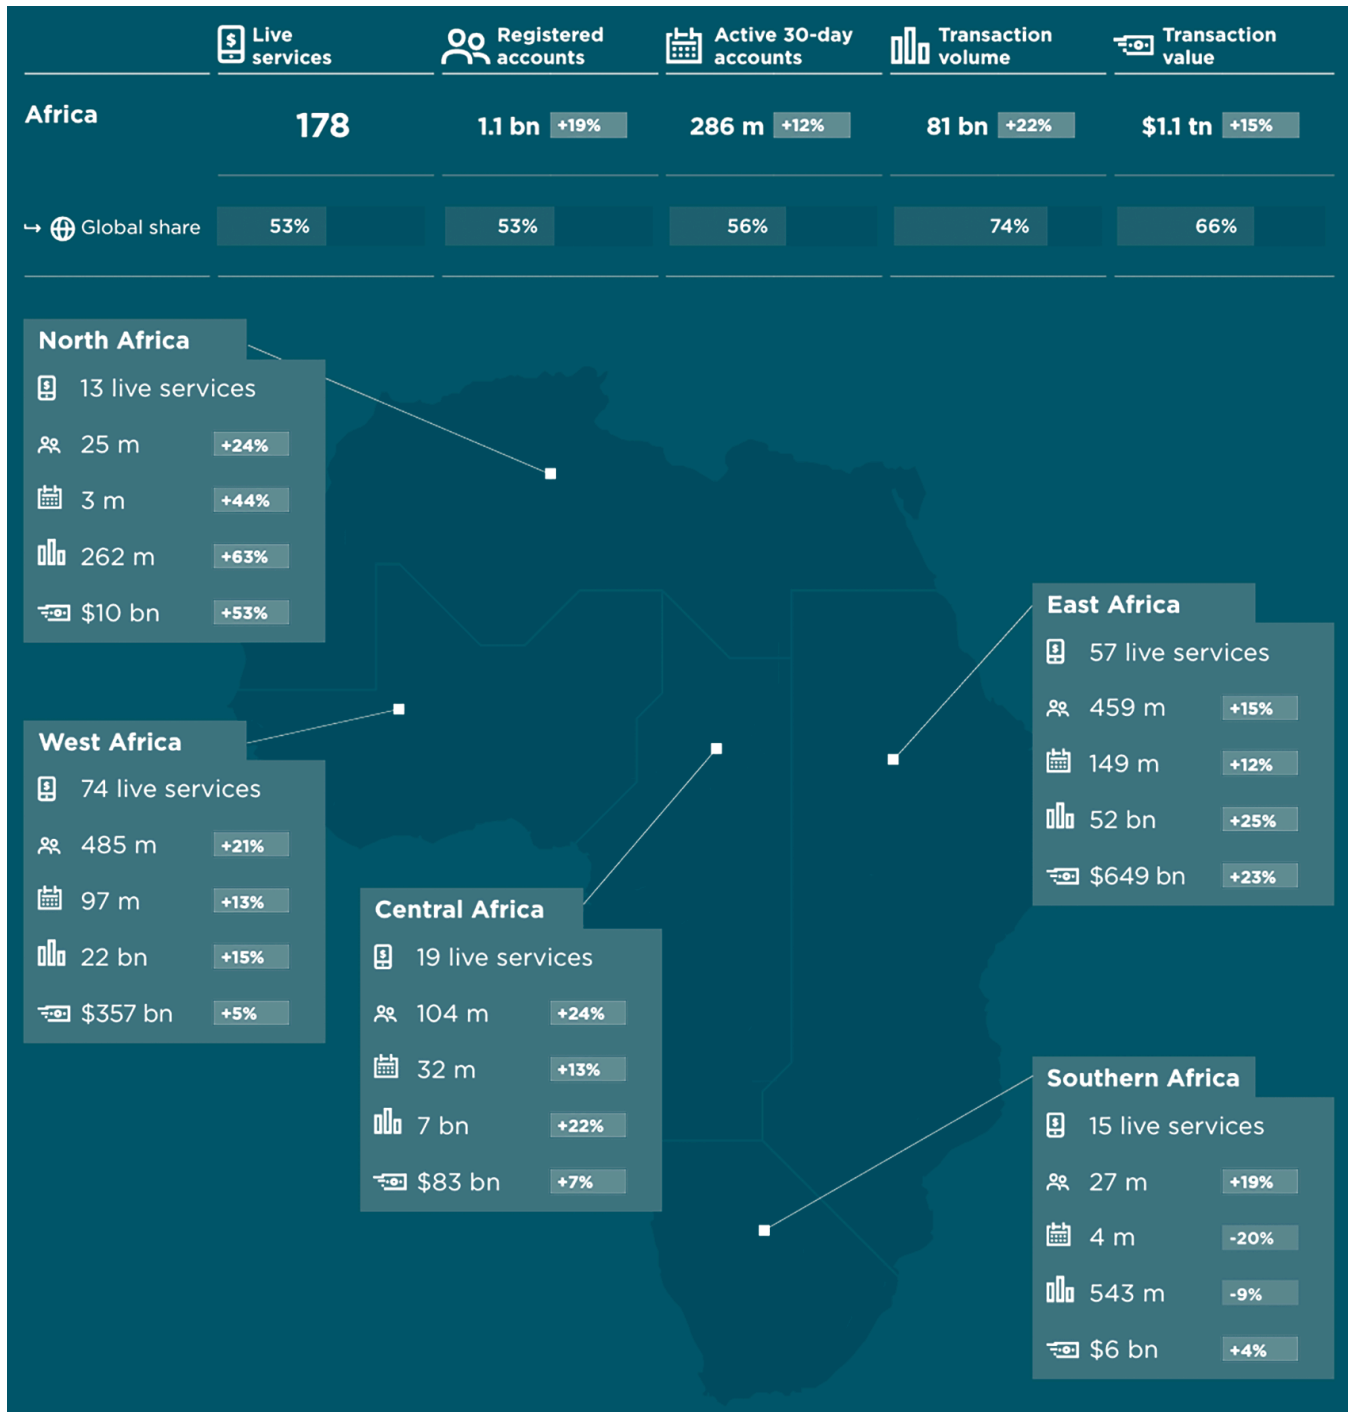 Live services
Registered accounts
Active 30-day accounts
Transaction volume
Transaction value
Africa
178
1.1 bn +19%
286 m +12%
81 bn +22%
$1.1 tn +15%
Global share
53%
53%
56%
74%
66%
North Africa
13 live services
25 m +24%
3 m +44%
262 m +63%
$10 bn +53%
East Africa
57 live services
459 m +15%
149 m +12%
52 bn +25%
$649 bn +23%
West Africa
74 live services
485 m +21%
97 m +13%
22 bn +15%
$357 bn +5%
Central Africa
19 live services
104 m +24%
32 m +13%
7 bn +22%
$83 bn +7%
Southern Africa
15 live services
27 m +19%
4 m -20%
543 m -9%
$6 bn +4%